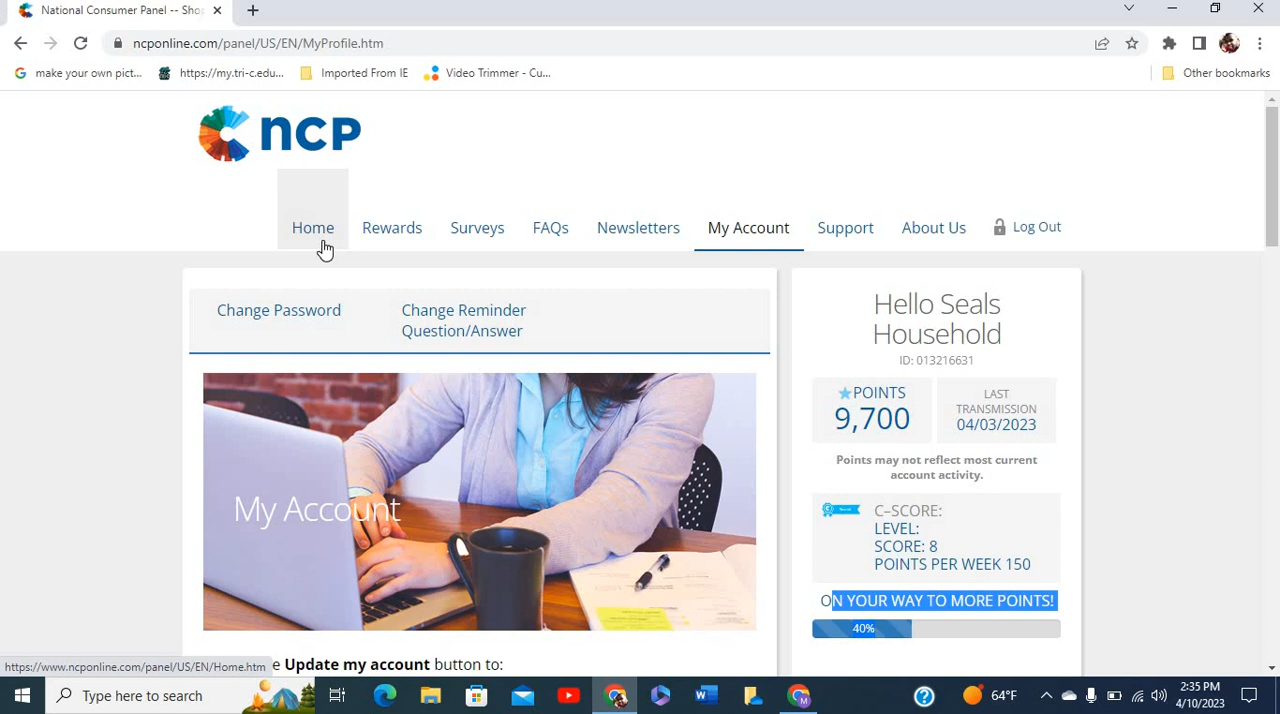 National Consumer Panel -- Sho
ncponline.com/panel/US/EN/MyProfile.htm
make your own pict...
https://my.tri-c.edu...
Imported From IE
Video Trimmer - Cu...
Other bookmarks
ncp
Home
Rewards
Surveys
FAQs
Newsletters
My Account
Support
About Us
Log Out
Change Password
Change Reminder
Question/Answer
My Account
Hello Seals
Household
ID: 013216631
POINTS
9,700
LAST
TRANSMISSION
04/03/2023
Points may not reflect most current
account activity.
C–SCORE:
LEVEL:
SCORE: 8
POINTS PER WEEK 150
ON YOUR WAY TO MORE POINTS!
40%
e Update my account button to:
https://www.ncponline.com/panel/US/EN/Home.htm
Type here to search
64°F
2:35 PM
4/10/2023